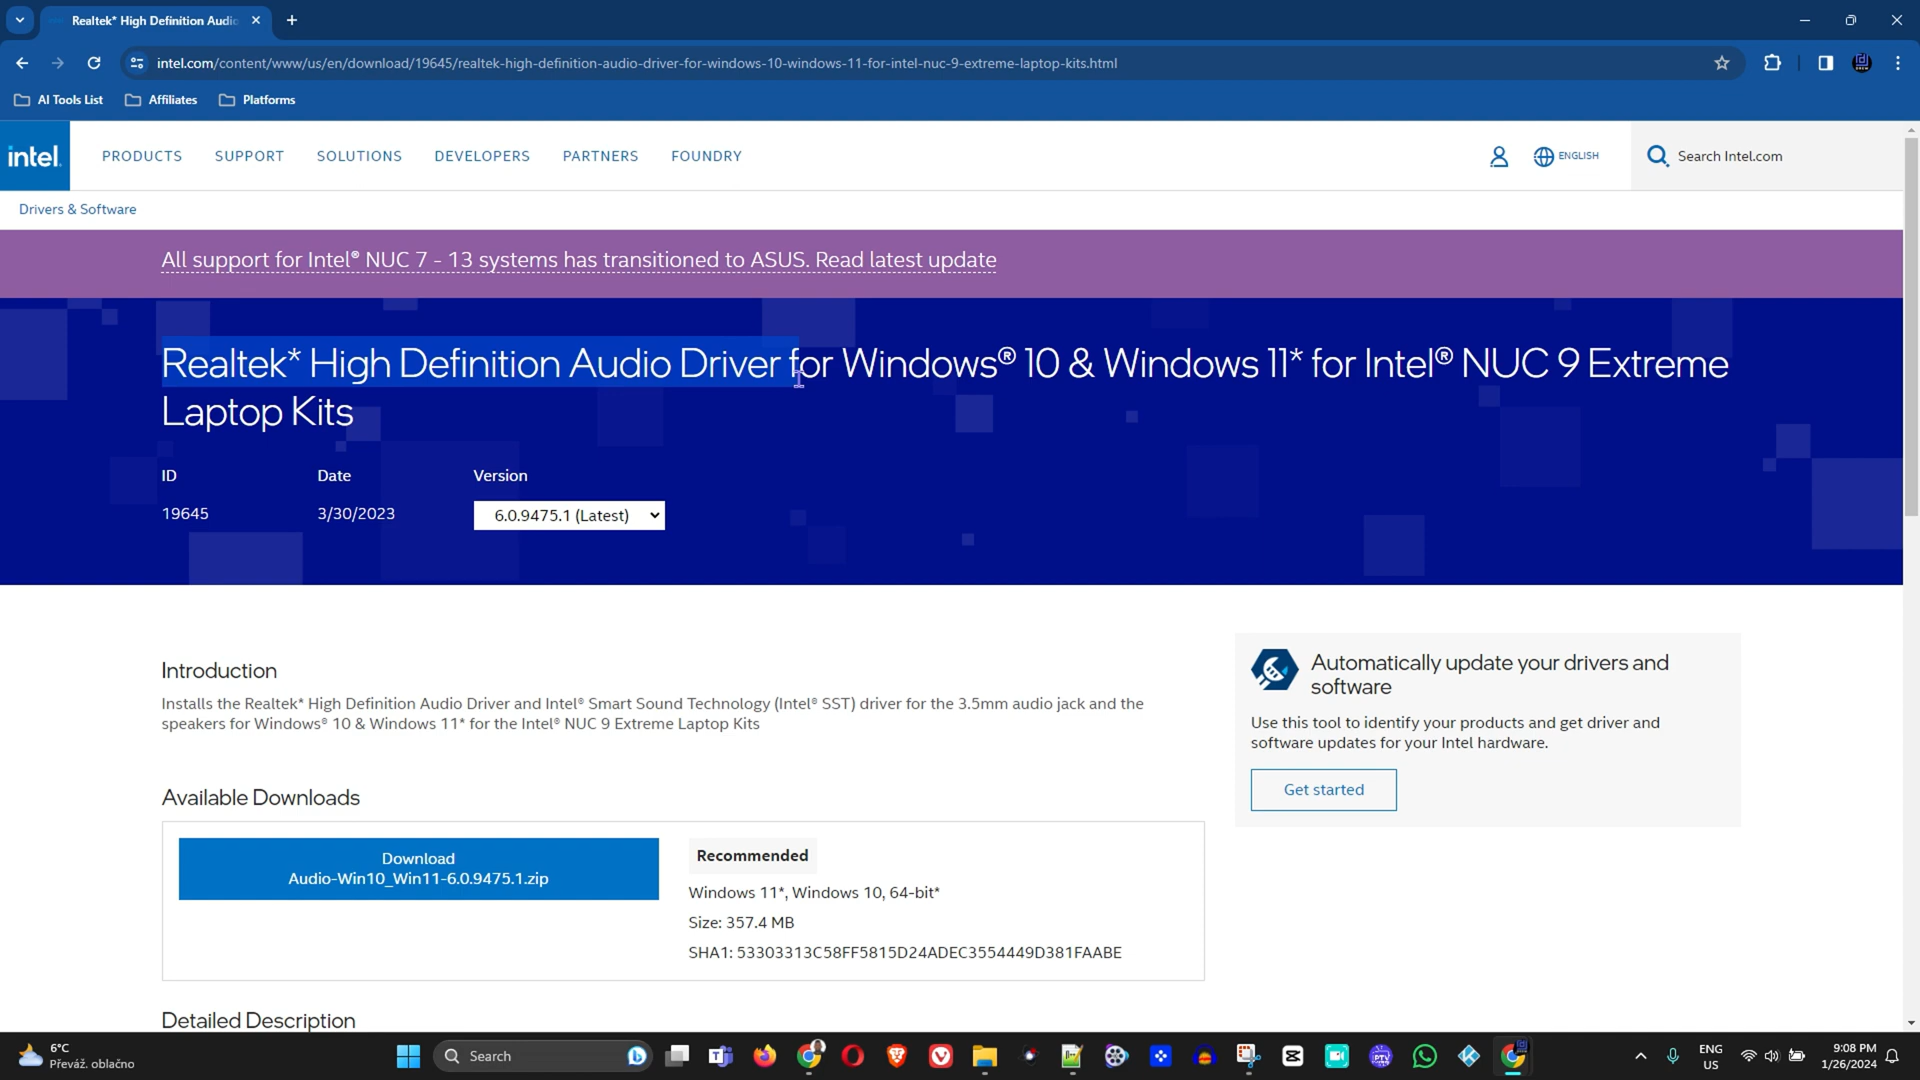 Realtek* High Definition Audio
intel.com/content/www/us/en/download/19645/realtek-high-definition-audio-driver-for-windows-10-windows-11-for-intel-nuc-9-extreme-laptop-kits.html
AI Tools List
Affiliates
Platforms
intel.
PRODUCTS
SUPPORT
SOLUTIONS
DEVELOPERS
PARTNERS
FOUNDRY
ENGLISH
Search Intel.com
Drivers & Software
All support for Intel® NUC 7 - 13 systems has transitioned to ASUS. Read latest update
Realtek* High Definition Audio Driver for Windows® 10 & Windows 11* for Intel® NUC 9 Extreme
Laptop Kits
ID
Date
Version
19645
3/30/2023
6.0.9475.1 (Latest)
Introduction
Installs the Realtek* High Definition Audio Driver and Intel® Smart Sound Technology (Intel® SST) driver for the 3.5mm audio jack and the
speakers for Windows® 10 & Windows 11* for the Intel® NUC 9 Extreme Laptop Kits
Automatically update your drivers and
software
Use this tool to identify your products and get driver and
software updates for your Intel hardware.
Get started
Available Downloads
Download
Audio-Win10_Win11-6.0.9475.1.zip
Recommended
Windows 11*, Windows 10, 64-bit*
Size: 357.4 MB
SHA1: 53303313C58FF5815D24ADEC3554449D381FAABE
Detailed Description
6°C
Převáž. oblačno
Search
ENG
US
9:08 PM
1/26/2024